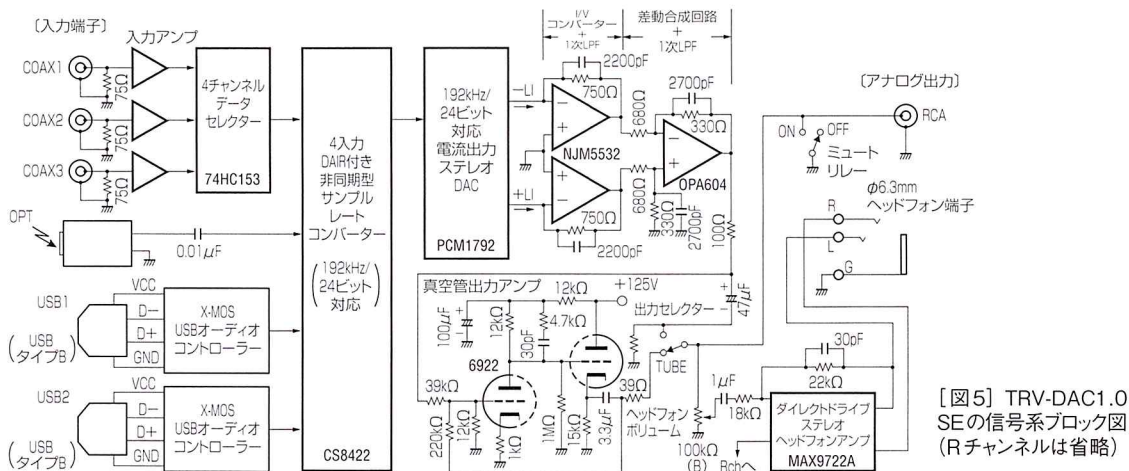 〔入力端子〕
入力アンプ
COAX1
75Ω
COAX2
75Ω
COAX3
75Ω
4チャンネル
データ
セレクター
74HC153
OPT
0.01μF
USB1
(USB
タイプB)
VCC
D−
D+
GND
X-MOS
USBオーディオ
コントローラー
USB2
(USB
タイプB)
VCC
D−
D+
GND
X-MOS
USBオーディオ
コントローラー
4入力
DAIR付き
非同期型
サンプル
レート
コンバーター
(192kHz/
24ビット
対応)
CS8422
192kHz/
24ビット
対応
電流出力
ステレオ
DAC
PCM1792
−LI
+LI
I/V
コンバーター
+
1次LPF
差動合成回路
+
1次LPF
2200pF
750Ω
−
+
NJM5532
+
−
750Ω
2200pF
680Ω
680Ω
2700pF
330Ω
−
+
OPA604
330Ω
2700pF
100Ω
47μF
+
−
真空管出力アンプ
+125V
12kΩ
100μF
+
−
12kΩ
4.7kΩ
30pF
6922
39kΩ
220kΩ
12kΩ
1kΩ
1MΩ
15kΩ
3.3μF
39Ω
出力セレクター
TUBE
ヘッドフォン
ボリューム
100kΩ
(B)
1μF
18kΩ
Rchへ
30pF
22kΩ
ダイレクトドライブ
ステレオ
ヘッドフォンアンプ
MAX9722A
〔アナログ出力〕
RCA
ON
OFF
ミュート
リレー
φ6.3mm
ヘッドフォン端子
R
L
G
[図5] TRV-DAC1.0
SEの信号系ブロック図
(Rチャンネルは省略)